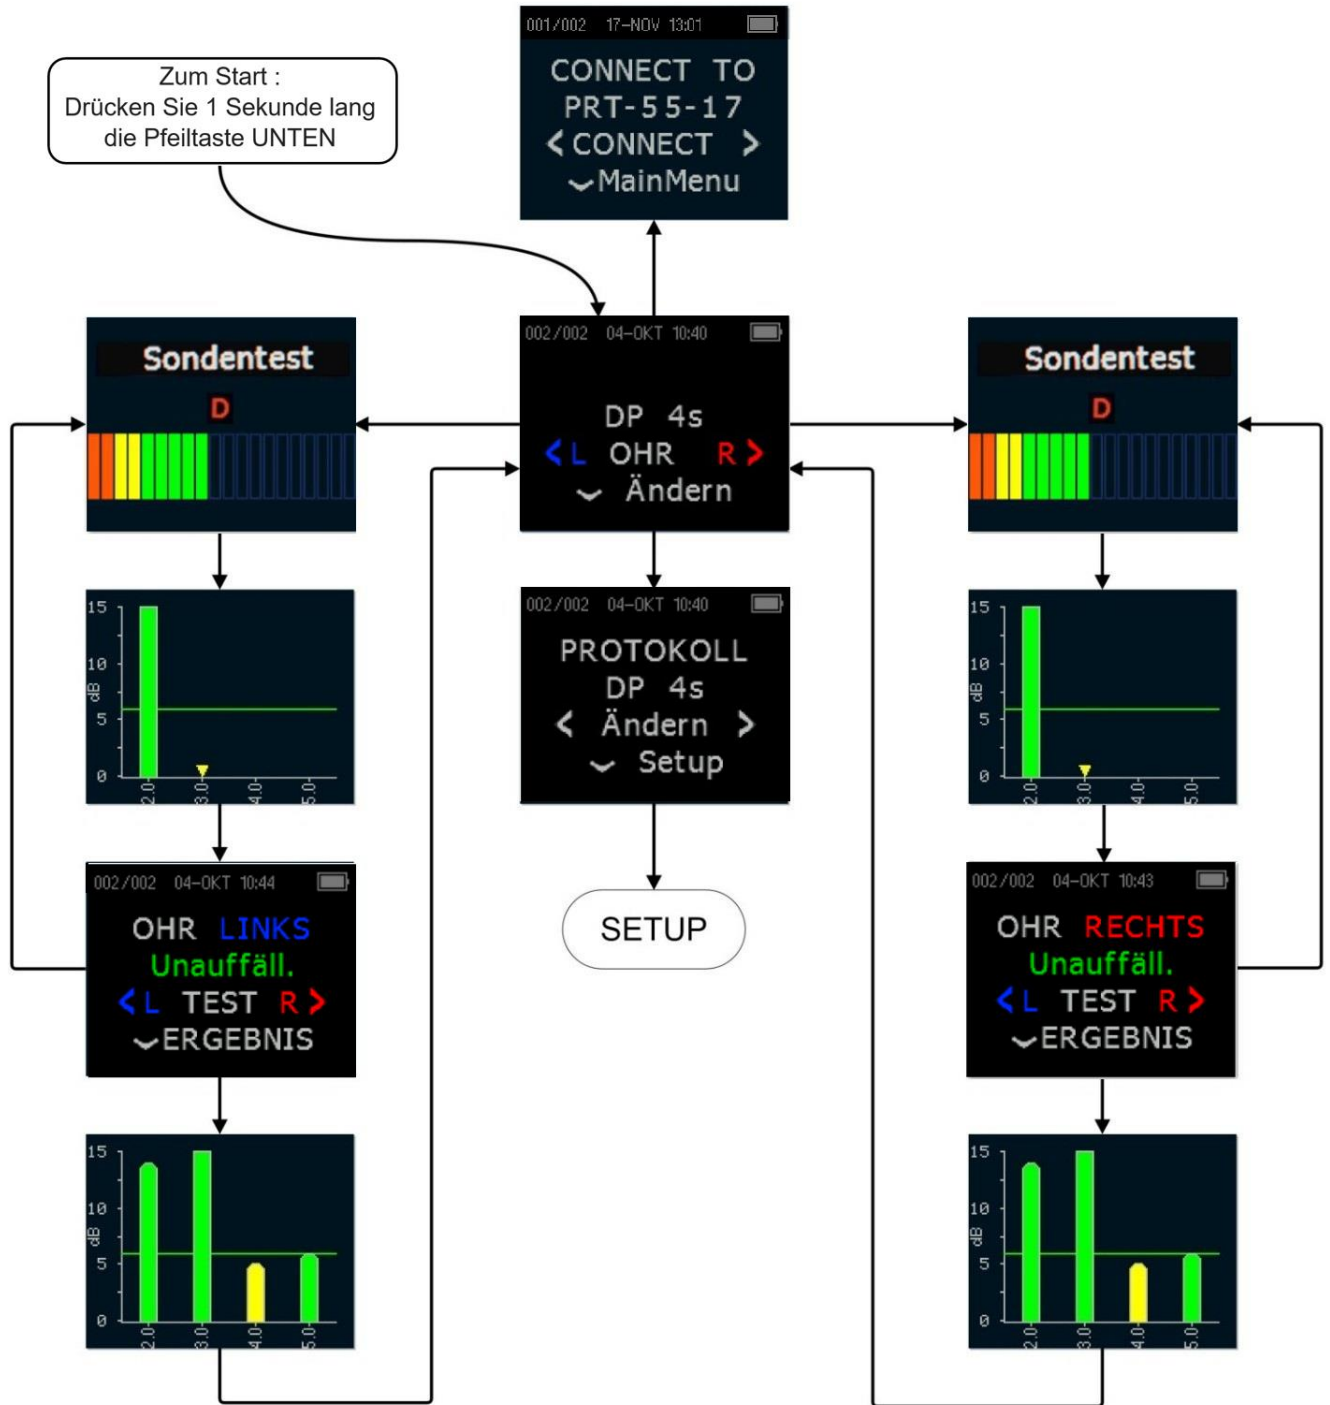 001/002 17-NOV 13:01
CONNECT TO
PRT-55-17
< CONNECT >
MainMenu
Zum Start :
Drücken Sie 1 Sekunde lang
die Pfeiltaste UNTEN
Sondentest
D
002/002 04-OKT 10:40
DP 4s
< L OHR R >
Ändern
Sondentest
D
15
10
dB
5
0
2.0 3.0 4.0 5.0
002/002 04-OKT 10:40
PROTOKOLL
DP 4s
< Ändern >
Setup
15
10
dB
5
0
2.0 3.0 4.0 5.0
002/002 04-OKT 10:44
OHR LINKS
Unauffäll.
< L TEST R >
ERGEBNIS
SETUP
002/002 04-OKT 10:43
OHR RECHTS
Unauffäll.
< L TEST R >
ERGEBNIS
15
10
dB
5
0
2.0 3.0 4.0 5.0
15
10
dB
5
0
2.0 3.0 4.0 5.0